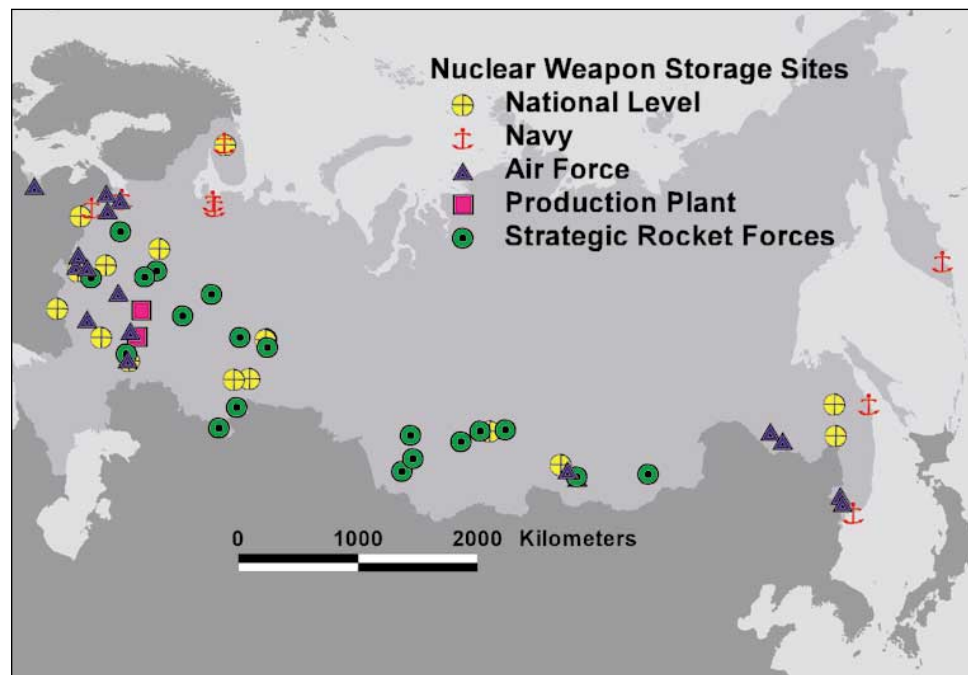 Nuclear Weapon Storage Sites
National Level
Navy
Air Force
Production Plant
Strategic Rocket Forces
0 1000 2000 Kilometers